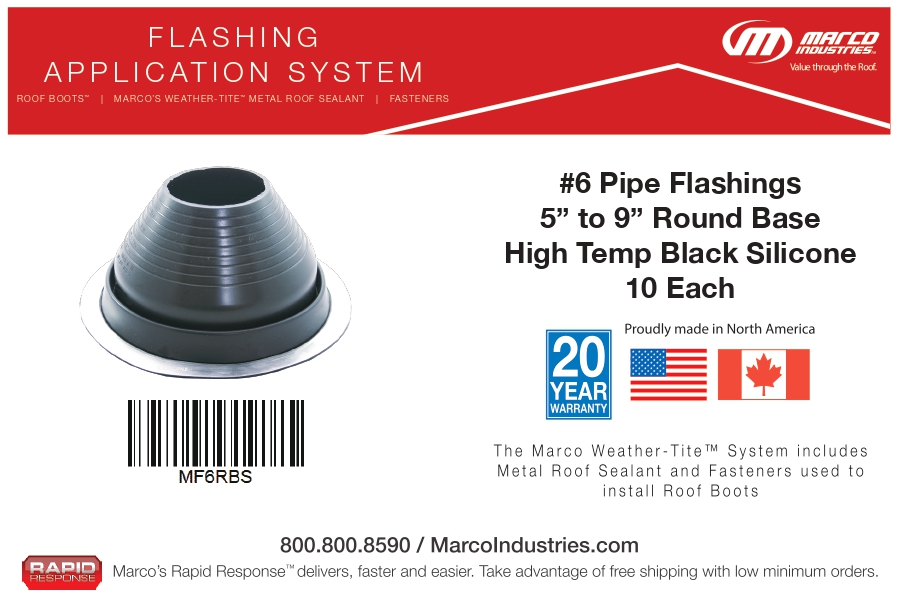 FLASHING
APPLICATION SYSTEM
ROOF BOOTS™ | MARCO'S WEATHER-TITE™ METAL ROOF SEALANT | FASTENERS
MARCO
INDUSTRIES™
Value through the Roof.
#6 Pipe Flashings
5” to 9” Round Base
High Temp Black Silicone
10 Each
Proudly made in North America
20
YEAR
WARRANTY
MF6RBS
The Marco Weather-Tite™ System includes
Metal Roof Sealant and Fasteners used to
install Roof Boots
800.800.8590 / MarcoIndustries.com
RAPID
RESPONSE
Marco’s Rapid Response™ delivers, faster and easier. Take advantage of free shipping with low minimum orders.